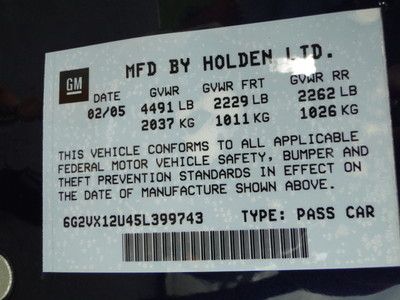 MFD BY HOLDEN LTD.
GM
DATE GVWR GVWR FRT GVWR RR
02/05 4491 LB 2229 LB 2262 LB
2037 KG 1011 KG 1026 KG
THIS VEHICLE CONFORMS TO ALL APPLICABLE
FEDERAL MOTOR VEHICLE SAFETY, BUMPER AND
THEFT PREVENTION STANDARDS IN EFFECT ON
THE DATE OF MANUFACTURE SHOWN ABOVE.
6G2VX12U45L399743 TYPE: PASS CAR